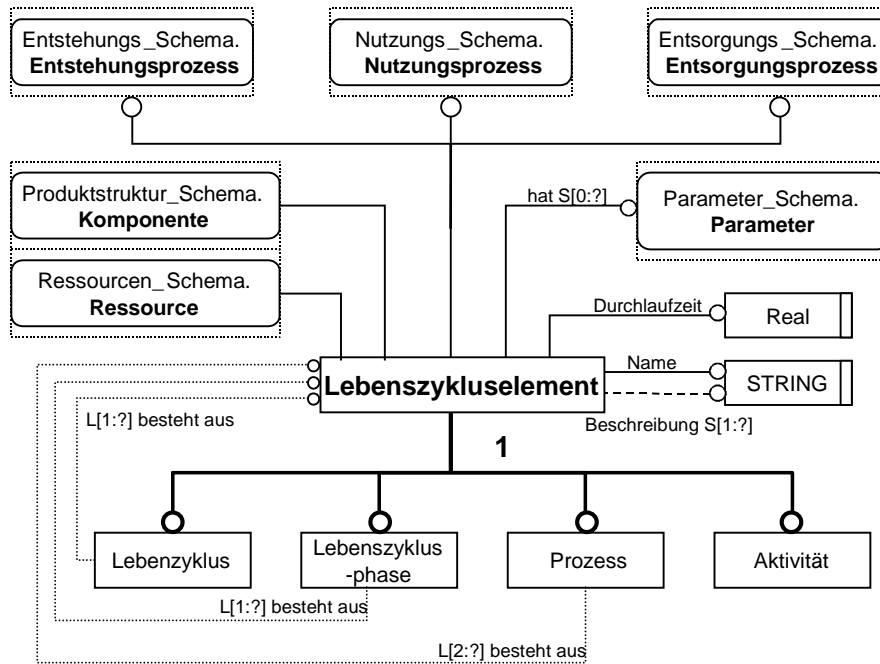 Entstehungs_Schema.
Entstehungsprozess
Nutzungs_Schema.
Nutzungsprozess
Entsorgungs_Schema.
Entsorgungsprozess
Produktstruktur_Schema.
Komponente
hat S[0:?]
Parameter_Schema.
Parameter
Ressourcen_Schema.
Ressource
Durchlaufzeit
Real
Lebenszykluselement
Name
STRING
Beschreibung S[1:?]
L[1:?] besteht aus
1
Lebenzyklus
Lebenszyklus
-phase
Prozess
Aktivität
L[1:?] besteht aus
L[2:?] besteht aus